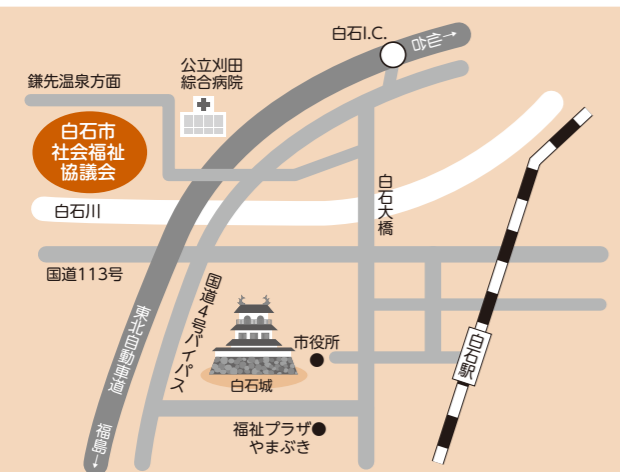 白石I.C.
仙台→
公立刈田
綜合病院
鎌先温泉方面
白石市
社会福祉
協議会
白石大橋
白石川
国道113号
国道4号バイパス
東北自動車道
市役所
白石駅
白石城
福祉プラザ
やまぶき
福島→